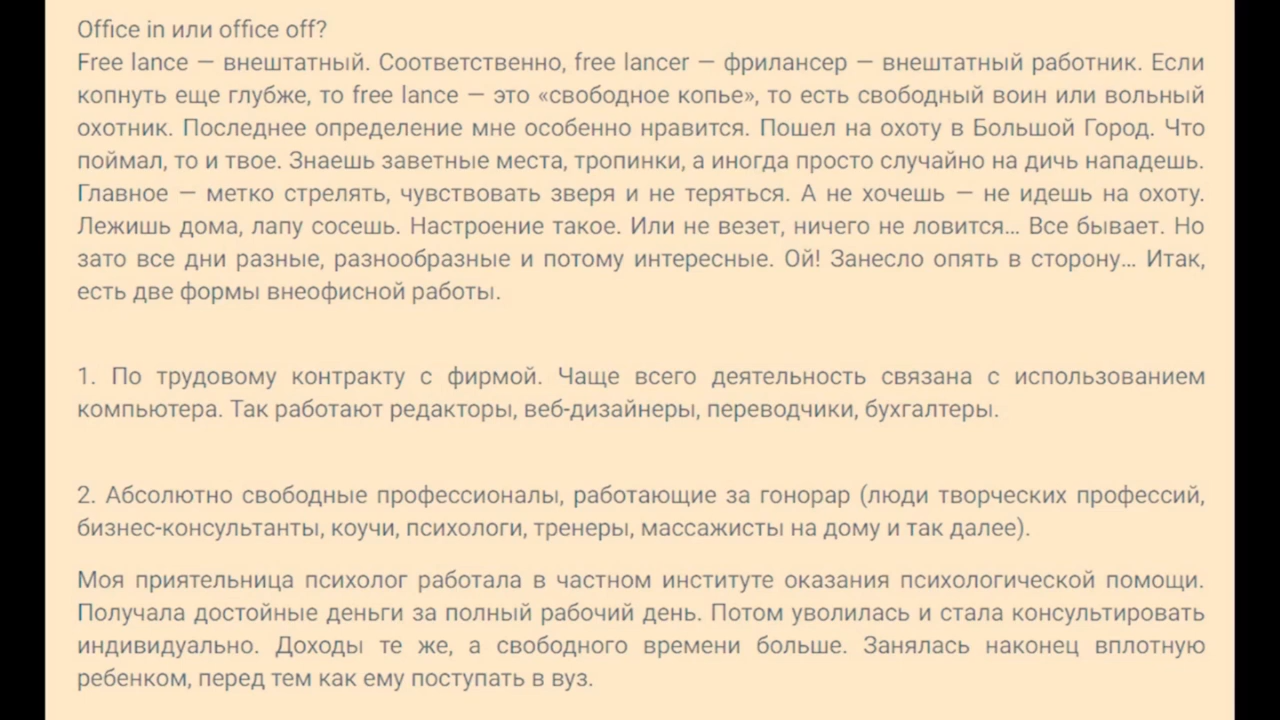 Office in или office off?
Free lance — внештатный. Соответственно, free lancer — фрилансер — внештатный работник. Если
копнуть еще глубже, то free lance — это «свободное копье», то есть свободный воин или вольный
охотник. Последнее определение мне особенно нравится. Пошел на охоту в Большой Город. Что
поймал, то и твое. Знаешь заветные места, тропинки, а иногда просто случайно на дичь нападешь.
Главное — метко стрелять, чувствовать зверя и не теряться. А не хочешь — не идешь на охоту.
Лежишь дома, лапу сосешь. Настроение такое. Или не везет, ничего не ловится... Все бывает. Но
зато все дни разные, разнообразные и потому интересные. Ой! Занесло опять в сторону... Итак,
есть две формы внеофисной работы.
1. По трудовому контракту с фирмой. Чаще всего деятельность связана с использованием
компьютера. Так работают редакторы, веб-дизайнеры, переводчики, бухгалтеры.
2. Абсолютно свободные профессионалы, работающие за гонорар (люди творческих профессий,
бизнес-консультанты, коучи, психологи, тренеры, массажисты на дому и так далее).
Моя приятельница психолог работала в частном институте оказания психологической помощи.
Получала достойные деньги за полный рабочий день. Потом уволилась и стала консультировать
индивидуально. Доходы те же, а свободного времени больше. Занялась наконец вплотную
ребенком, перед тем как ему поступать в вуз.